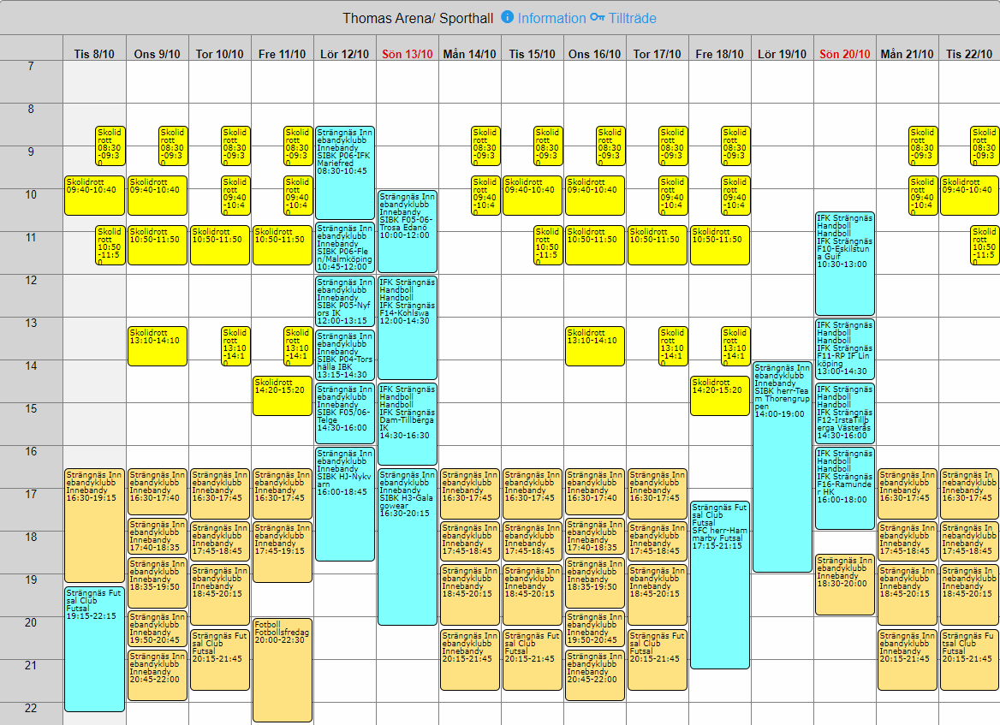 Thomas Arena/ Sporthall Information Tillträde
Tis 8/10 Ons 9/10 Tor 10/10 Fre 11/10 Lör 12/10 Sön 13/10 Mån 14/10 Tis 15/10 Ons 16/10 Tor 17/10 Fre 18/10 Lör 19/10 Sön 20/10 Mån 21/10 Tis 22/10
7
8
9
10
11
12
13
14
15
16
17
18
19
20
21
22
Skolid
rott
08:30
-09:3
0
Skolidrott
09:40-10:40
Skolid
rott
10:50
-11:5
0
Strängnäs Inn
ebandyklubb
Innebandy
16:30-19:15
Strängnäs Fut
sal Club
Futsal
19:15-22:15
Skolid
rott
08:30
-09:3
0
Skolidrott
09:40-10:40
Skolidrott
10:50-11:50
Skolidrott
13:10-14:10
Strängnäs Inn
ebandyklubb
Innebandy
16:30-17:40
Strängnäs Inn
ebandyklubb
Innebandy
17:40-18:35
Strängnäs Inn
ebandyklubb
Innebandy
18:35-19:50
Strängnäs Inn
ebandyklubb
Innebandy
19:50-20:45
Strängnäs Inn
ebandyklubb
Innebandy
20:45-22:00
Skolid
rott
08:30
-09:3
0
Skolid
rott
09:40
-10:4
0
Skolidrott
10:50-11:50
Skolid
rott
13:10
-14:1
0
Strängnäs Inn
ebandyklubb
Innebandy
16:30-17:45
Strängnäs Inn
ebandyklubb
Innebandy
17:45-18:45
Strängnäs Inn
ebandyklubb
Innebandy
18:45-20:15
Strängnäs Fut
sal Club
Futsal
20:15-21:45
Skolid
rott
08:30
-09:3
0
Skolid
rott
09:40
-10:4
0
Skolidrott
10:50-11:50
Skolid
rott
13:10
-14:1
0
Skolidrott
14:20-15:20
Strängnäs Inn
ebandyklubb
Innebandy
16:30-17:45
Strängnäs Inn
ebandyklubb
Innebandy
17:45-19:15
Fotboll
Fotbollsfredag
20:00-22:30
Strängnäs Inn
ebandyklubb
Innebandy
SIBK P06-IFK
Mariefred
08:30-10:45
Strängnäs Inn
ebandyklubb
Innebandy
SIBK P06-Fle
n/Malmköping
10:45-12:00
Strängnäs Inn
ebandyklubb
Innebandy
SIBK P05-Nyf
ors IK
12:00-13:15
Strängnäs Inn
ebandyklubb
Innebandy
SIBK P04-Tors
hälla IBK
13:15-14:30
Strängnäs Inn
ebandyklubb
Innebandy
SIBK F05/06-
Telge
14:30-16:00
Strängnäs Inn
ebandyklubb
Innebandy
SIBK HJ-Nykv
arn
16:00-18:45
Strängnäs Inn
ebandyklubb
Innebandy
SIBK F05-06-
Trosa Edanö
10:00-12:00
IFK Strängnäs
Handboll
Handboll
IFK Strängnäs
F14-Kohlswa
12:00-14:30
IFK Strängnäs
Handboll
Handboll
IFK Strängnäs
Dam-Tillberga
IK
14:30-16:30
Strängnäs Inn
ebandyklubb
Innebandy
SIBK H3-Gala
gowear
16:30-20:15
Skolid
rott
08:30
-09:3
0
Skolid
rott
09:40
-10:4
0
Strängnäs Inn
ebandyklubb
Innebandy
16:30-17:45
Strängnäs Inn
ebandyklubb
Innebandy
17:45-18:45
Strängnäs Inn
ebandyklubb
Innebandy
18:45-20:15
Strängnäs Inn
ebandyklubb
Innebandy
20:15-21:45
Skolid
rott
08:30
-09:3
0
Skolidrott
09:40-10:40
Skolid
rott
10:50
-11:5
0
Strängnäs Inn
ebandyklubb
Innebandy
16:30-17:45
Strängnäs Inn
ebandyklubb
Innebandy
17:45-18:45
Strängnäs Inn
ebandyklubb
Innebandy
18:45-20:15
Strängnäs Fut
sal Club
Futsal
20:15-21:45
Skolid
rott
08:30
-09:3
0
Skolidrott
09:40-10:40
Skolidrott
10:50-11:50
Skolidrott
13:10-14:10
Strängnäs Inn
ebandyklubb
Innebandy
16:30-17:40
Strängnäs Inn
ebandyklubb
Innebandy
17:40-18:35
Strängnäs Inn
ebandyklubb
Innebandy
18:35-19:50
Strängnäs Inn
ebandyklubb
Innebandy
19:50-20:45
Strängnäs Inn
ebandyklubb
Innebandy
20:45-22:00
Skolid
rott
08:30
-09:3
0
Skolid
rott
09:40
-10:4
0
Skolidrott
10:50-11:50
Skolid
rott
13:10
-14:1
0
Strängnäs Inn
ebandyklubb
Innebandy
16:30-17:45
Strängnäs Inn
ebandyklubb
Innebandy
17:45-18:45
Strängnäs Inn
ebandyklubb
Innebandy
18:45-20:15
Strängnäs Fut
sal Club
Futsal
20:15-21:45
Skolid
rott
08:30
-09:3
0
Skolid
rott
09:40
-10:4
0
Skolidrott
10:50-11:50
Skolid
rott
13:10
-14:1
0
Skolidrott
14:20-15:20
Strängnäs Fut
sal Club
Futsal
SFC herr-Ham
marby Futsal
17:15-21:15
Strängnäs Inn
ebandyklubb
Innebandy
SIBK herr-Tea
m Thorengrup
pen
14:00-19:00
IFK Strängnäs
Handboll
Handboll
IFK Strängnäs
F10-Eskilstun
a Guif
10:30-13:00
IFK Strängnäs
Handboll
Handboll
IFK Strängnäs
F11-RP IF Lin
köping
13:00-14:30
IFK Strängnäs
Handboll
Handboll
IFK Strängnäs
F12-IrstaTillb
erga Västerås
14:30-16:00
IFK Strängnäs
Handboll
Handboll
IFK Strängnäs
F16-Ramunde
r HK
16:00-18:00
Strängnäs Inn
ebandyklubb
Innebandy
18:30-20:00
Skolid
rott
08:30
-09:3
0
Skolid
rott
09:40
-10:4
0
Strängnäs Inn
ebandyklubb
Innebandy
16:30-17:45
Strängnäs Inn
ebandyklubb
Innebandy
17:45-18:45
Strängnäs Inn
ebandyklubb
Innebandy
18:45-20:15
Strängnäs Inn
ebandyklubb
Innebandy
20:15-21:45
Skolid
rott
08:30
-09:3
0
Skolidrott
09:40-10:40
Skolid
rott
10:50
-11:5
0
Strängnäs In
nebandyklubb
Innebandy
16:30-17:45
Strängnäs In
nebandyklubb
Innebandy
17:45-18:45
Strängnäs In
nebandyklubb
Innebandy
18:45-20:15
Strängnäs Fu
tsal Club
Futsal
20:15-21:45